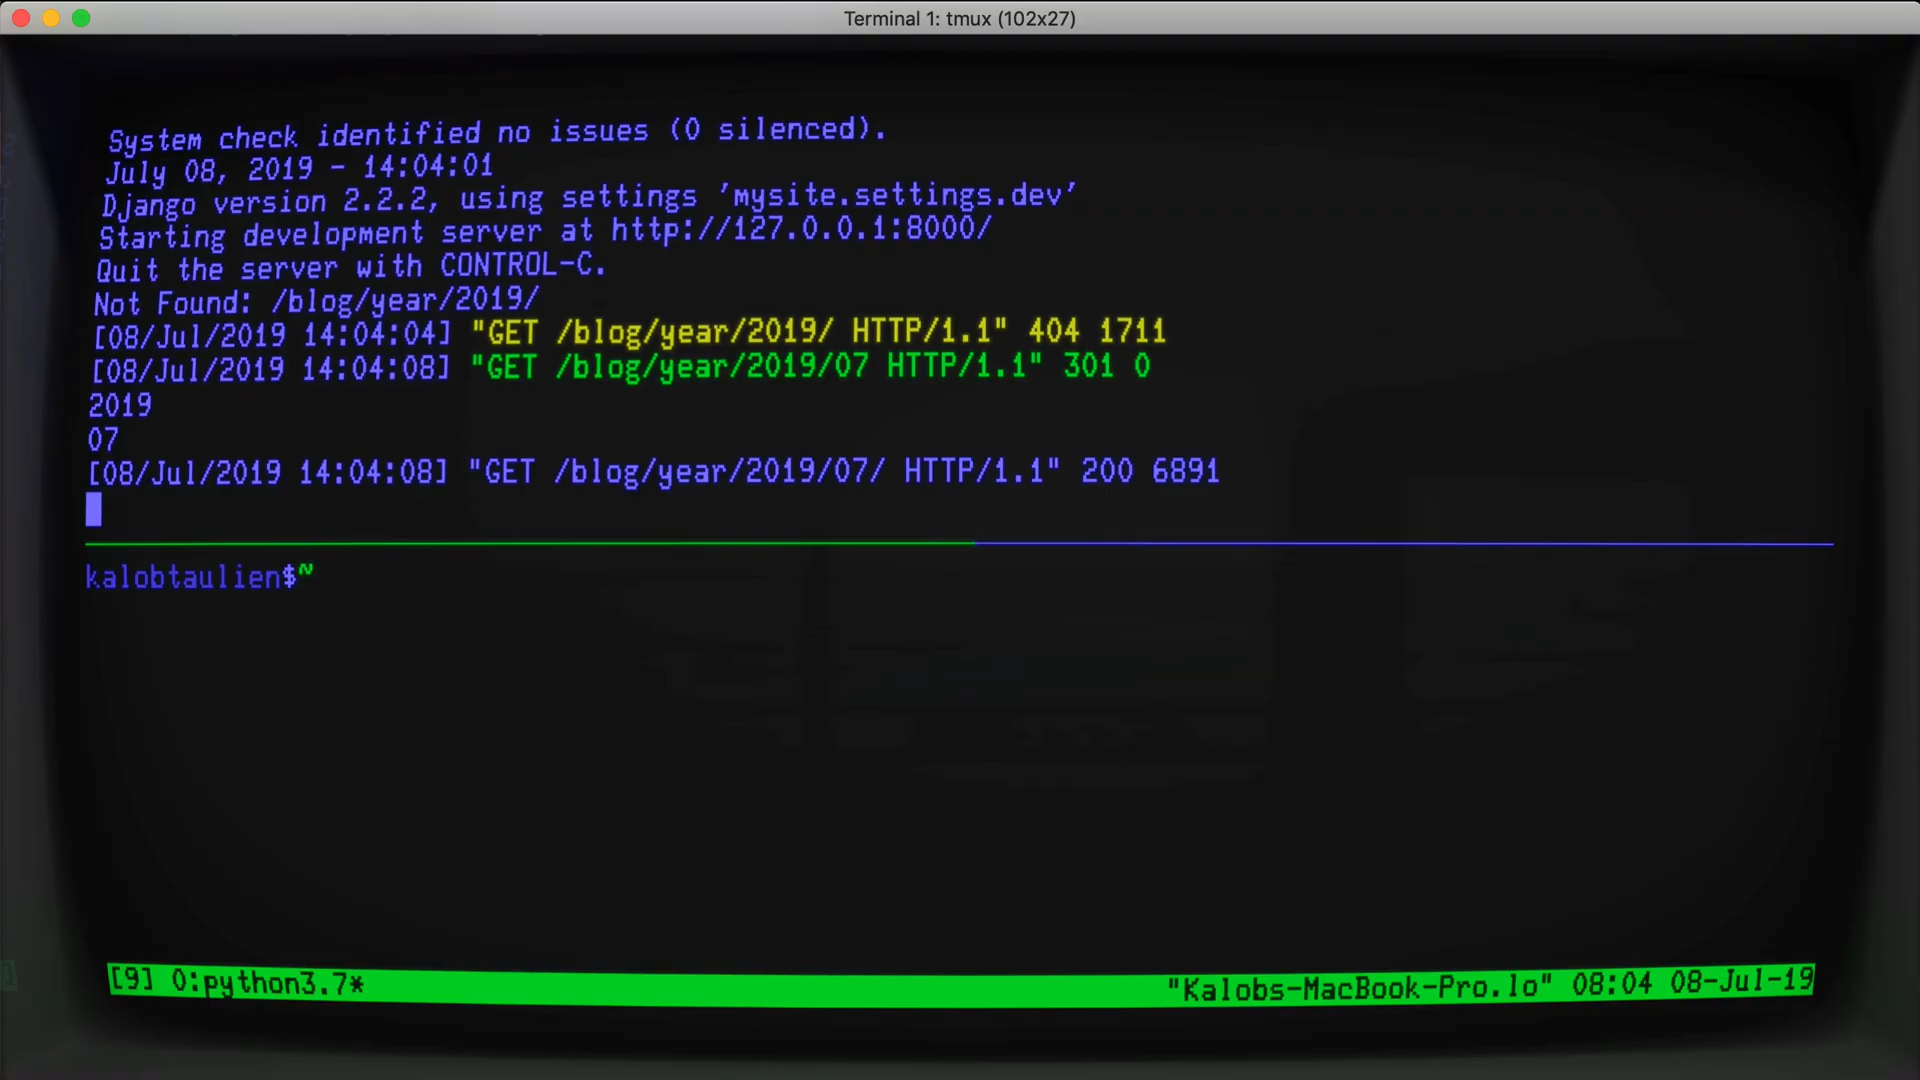 Terminal 1: tmux (102x27)
System check identified no issues (0 silenced).
July 08, 2019 - 14:04:01
Django version 2.2.2, using settings 'mysite.settings.dev'
Starting development server at http://127.0.0.1:8000/
Quit the server with CONTROL-C.
Not Found: /blog/year/2019/
[08/Jul/2019 14:04:04] "GET /blog/year/2019/ HTTP/1.1" 404 1711
[08/Jul/2019 14:04:08] "GET /blog/year/2019/07 HTTP/1.1" 301 0
2019
07
[08/Jul/2019 14:04:08] "GET /blog/year/2019/07/ HTTP/1.1" 200 6891
kalobtaulien$~
[9] 0:python3.7* "Kalobs-MacBook-Pro.lo" 08:04 08-Jul-19